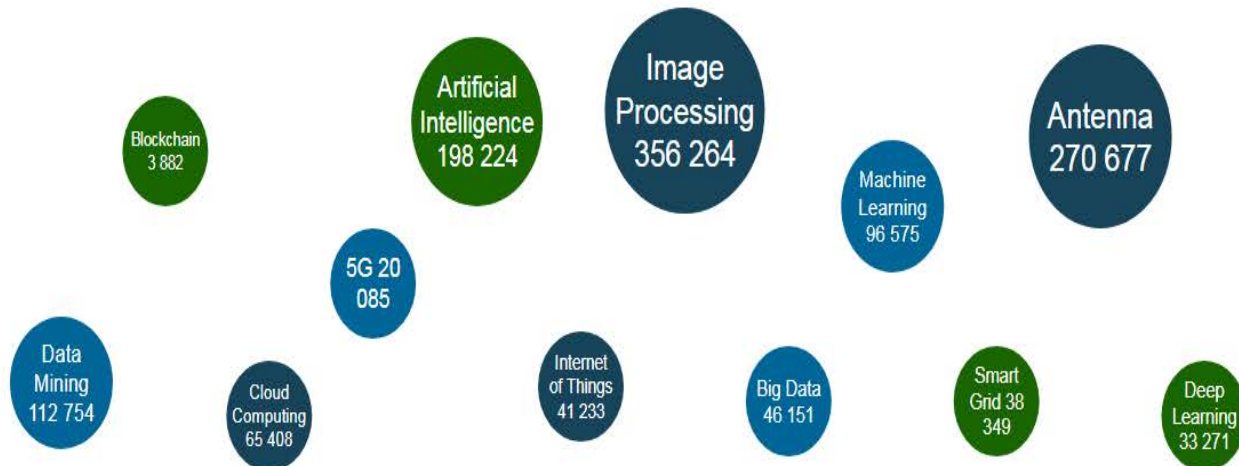 Blockchain
3 882
Artificial
Intelligence
198 224
Image
Processing
356 264
Antenna
270 677
Machine
Learning
96 575
5G 20
085
Data
Mining
112 754
Cloud
Computing
65 408
Internet
of Things
41 233
Big Data
46 151
Smart
Grid 38
349
Deep
Learning
33 271